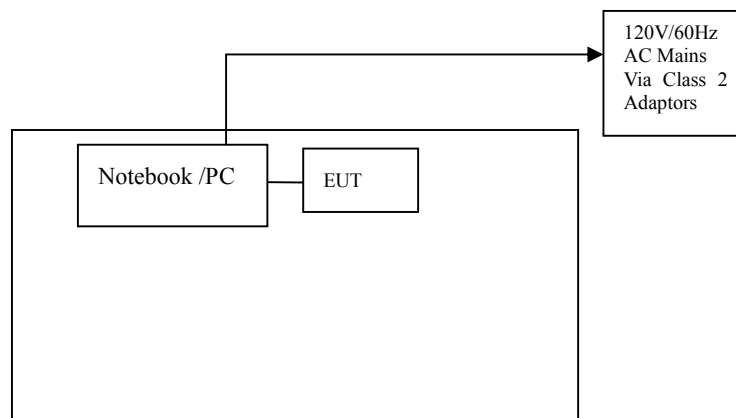 120V/60Hz
AC Mains
Via Class 2
Adaptors
Notebook /PC
EUT